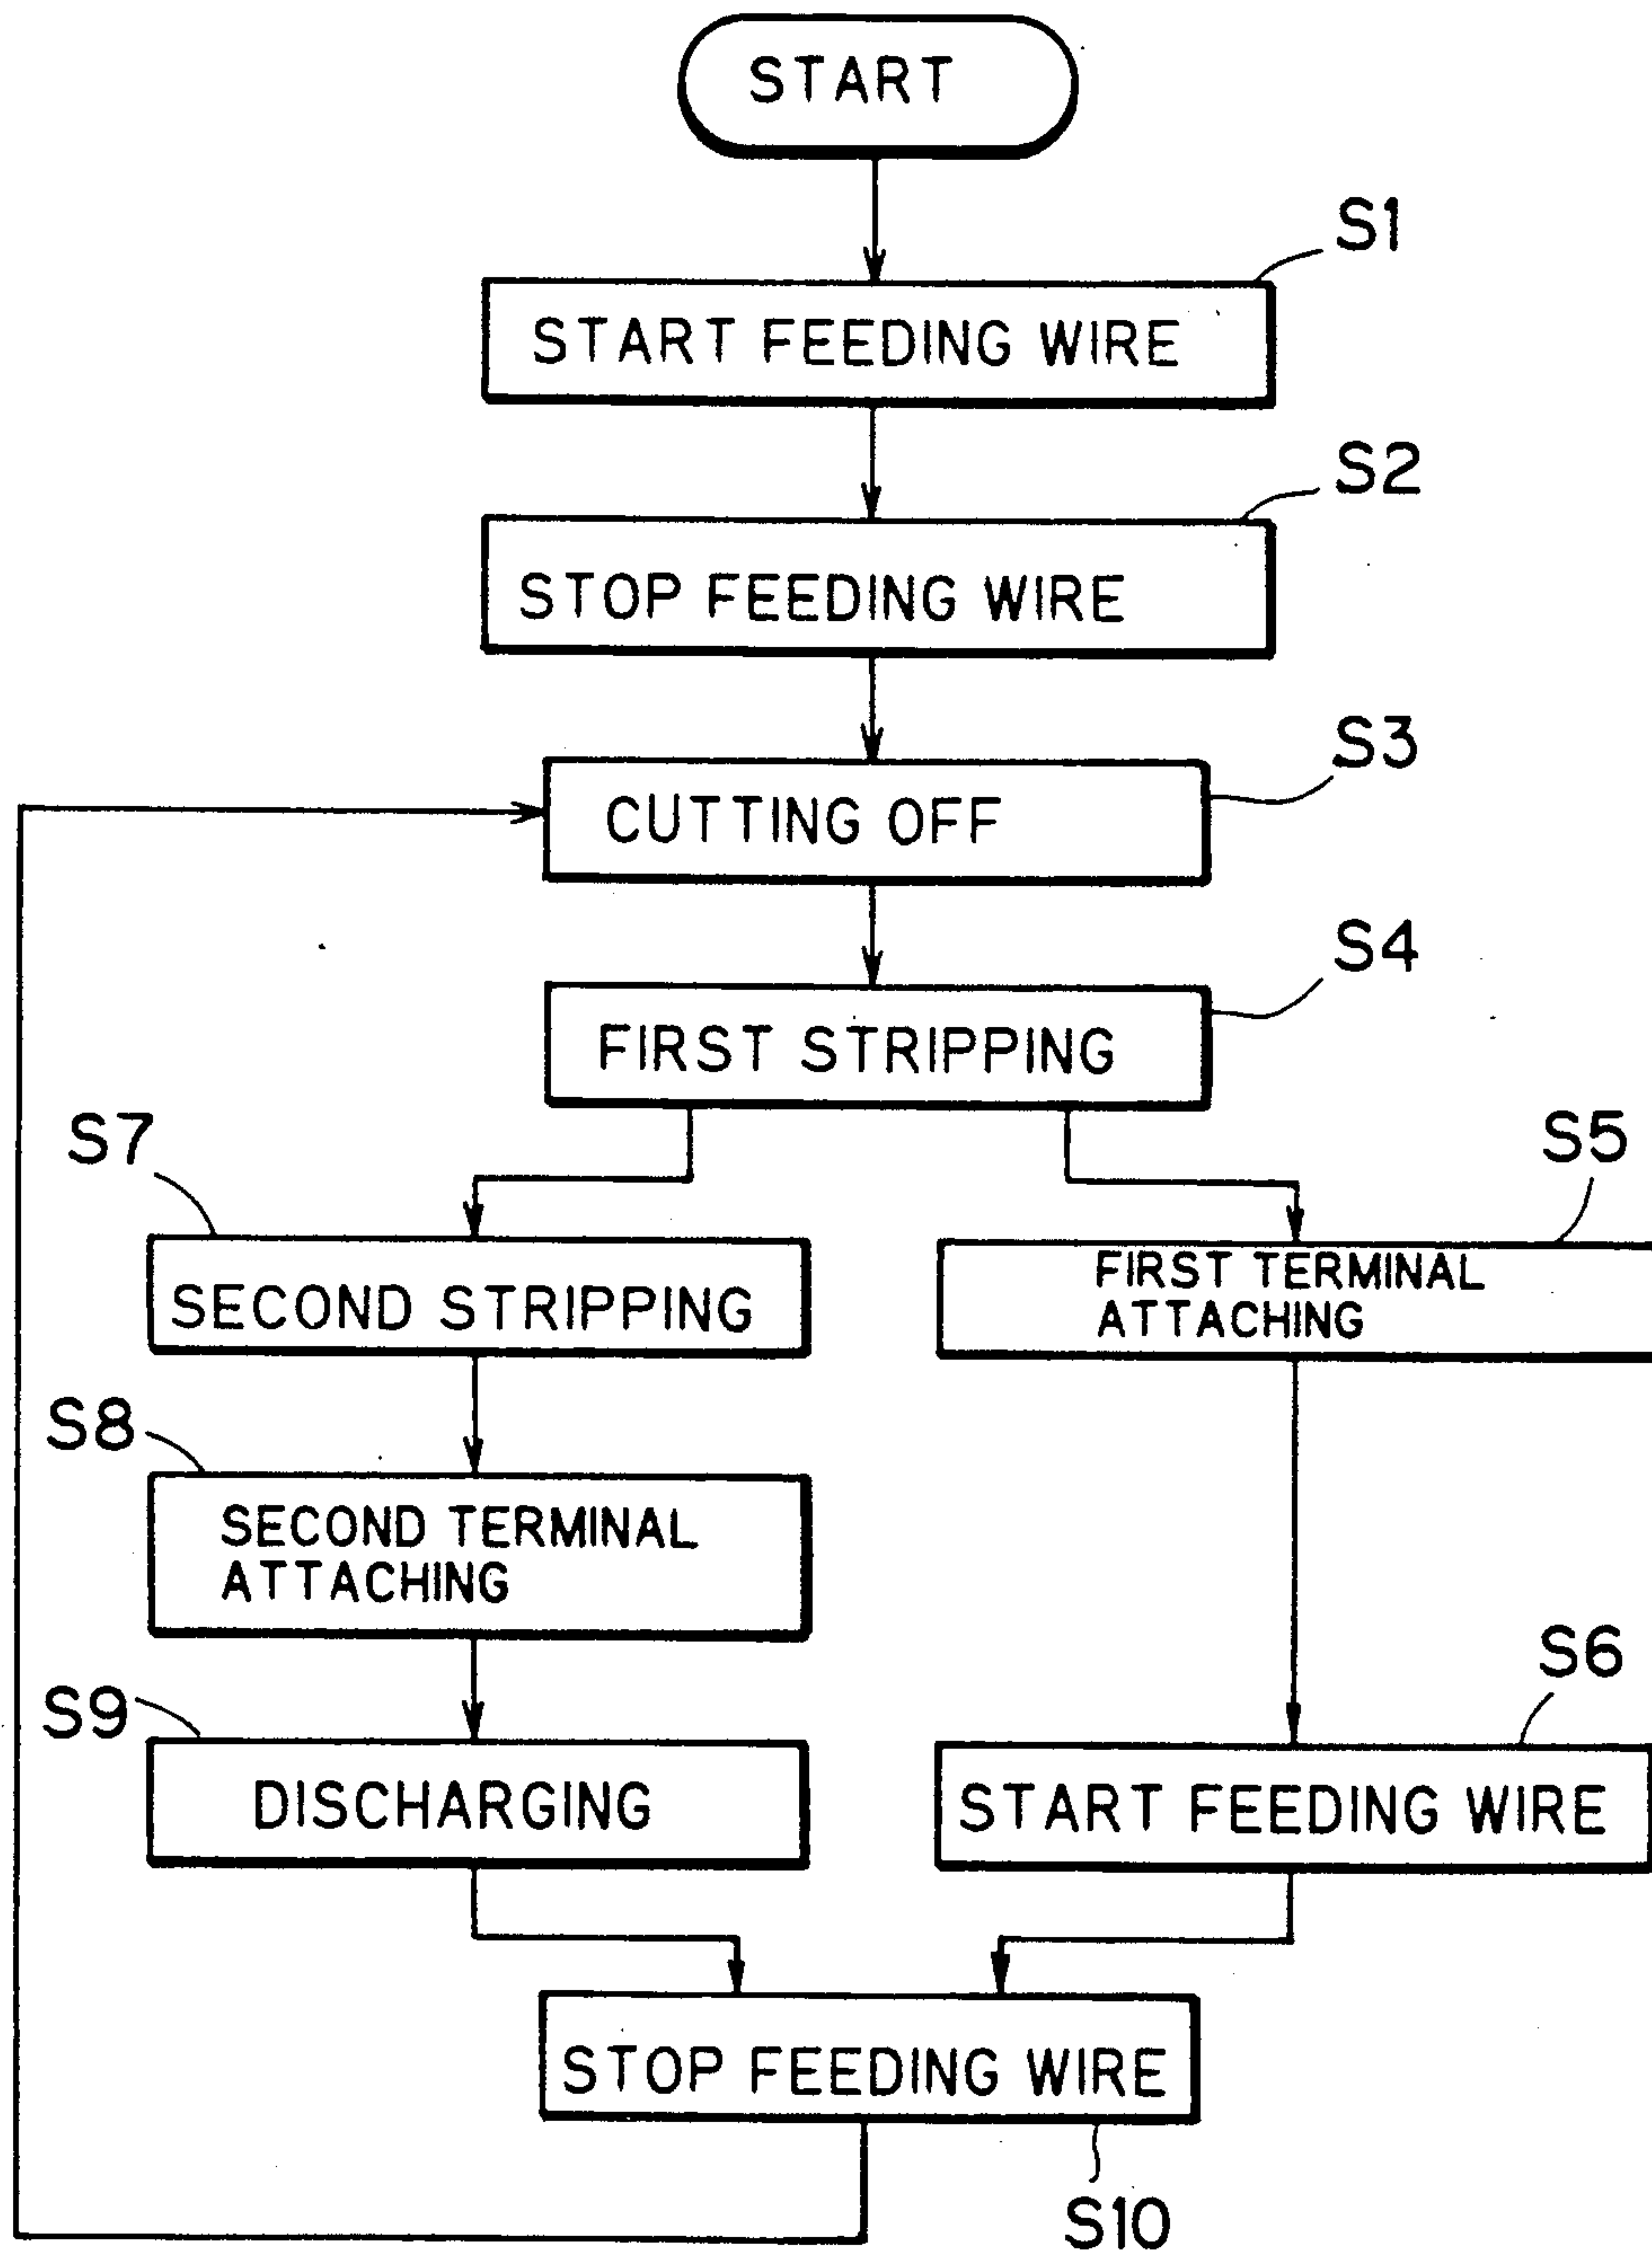 START
S1
START FEEDING WIRE
S2
STOP FEEDING WIRE
S3
CUTTING OFF
S4
FIRST STRIPPING
S7
S5
SECOND STRIPPING
FIRST TERMINAL
ATTACHING
S8
SECOND TERMINAL
ATTACHING
S6
S9
DISCHARGING
START FEEDING WIRE
STOP FEEDING WIRE
S10